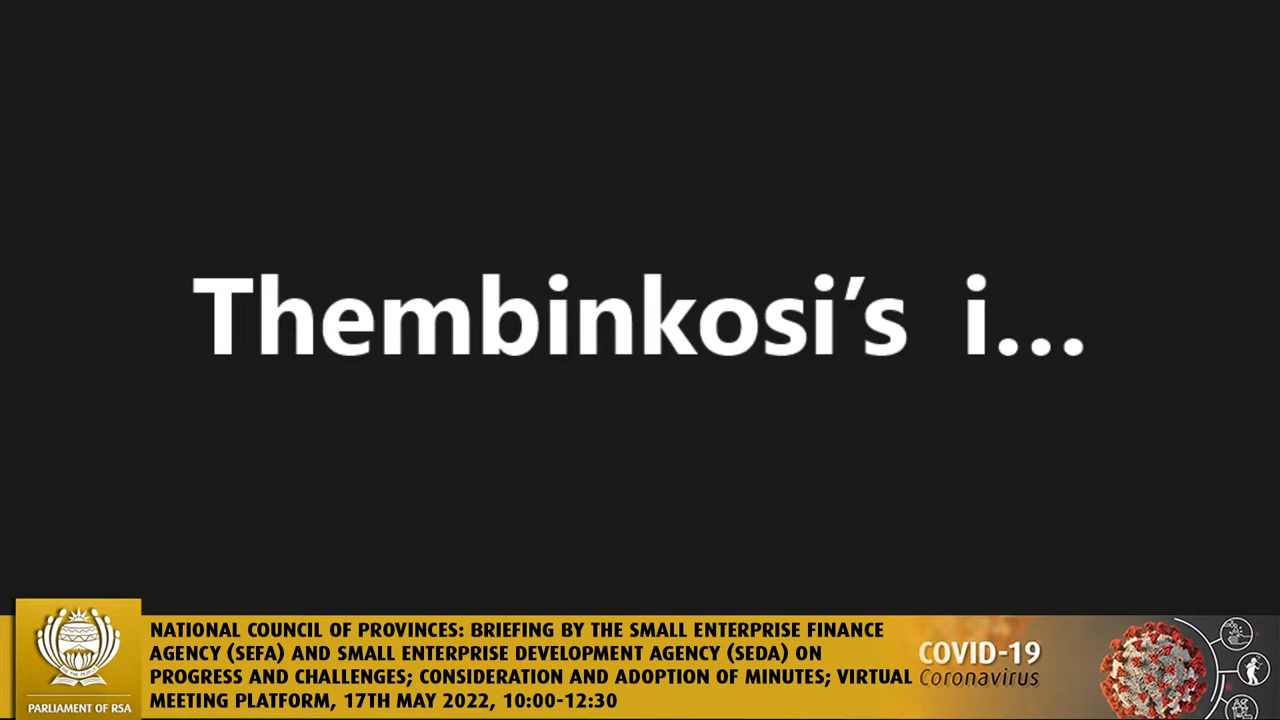 Thembinkosi's i...
NATIONAL COUNCIL OF PROVINCES: BRIEFING BY THE SMALL ENTERPRISE FINANCE
AGENCY (SEFA) AND SMALL ENTERPRISE DEVELOPMENT AGENCY (SEDA) ON
PROGRESS AND CHALLENGES; CONSIDERATION AND ADOPTION OF MINUTES; VIRTUAL
MEETING PLATFORM, 17TH MAY 2022, 10:00-12:30
PARLIAMENT OF RSA
COVID-19
Coronavirus